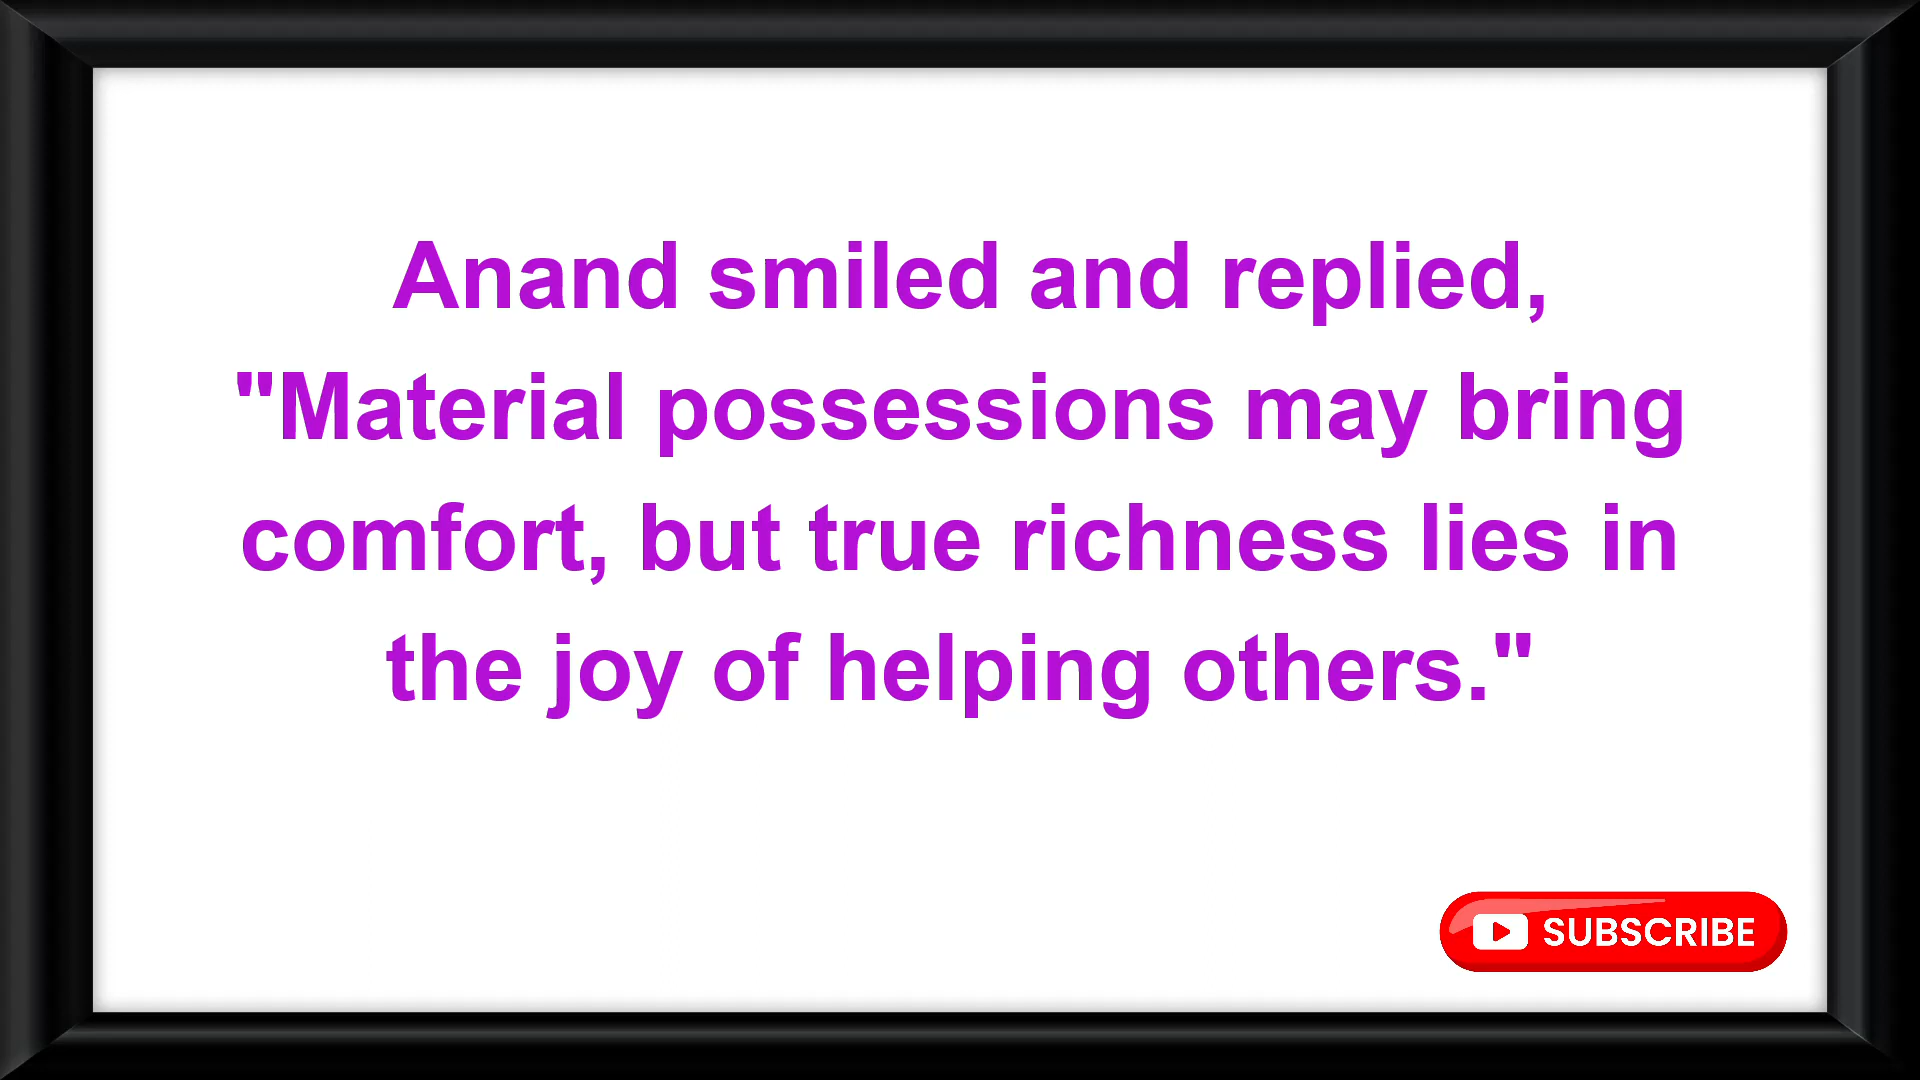 Anand smiled and replied,
"Material possessions may bring
comfort, but true richness lies in
the joy of helping others."
SUBSCRIBE